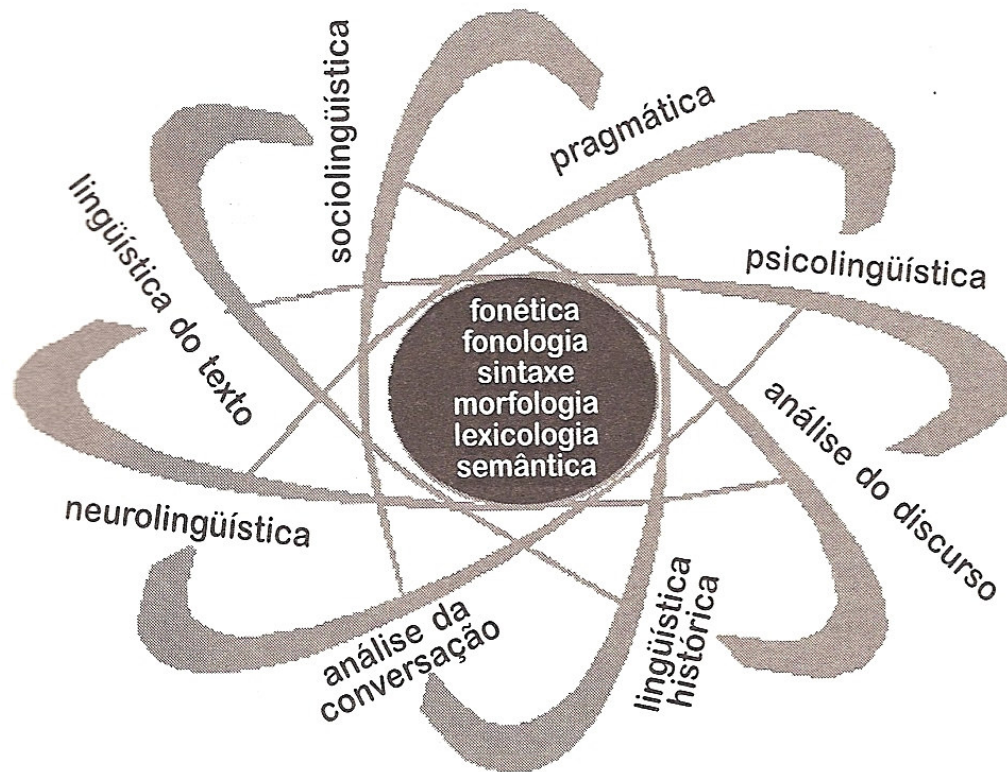 sociolingüística
pragmática
psicolingüística
lingüística do texto
fonética
fonologia
sintaxe
morfologia
lexicologia
semântica
análise do discurso
neurolingüística
análise da
conversação
lingüística
histórica